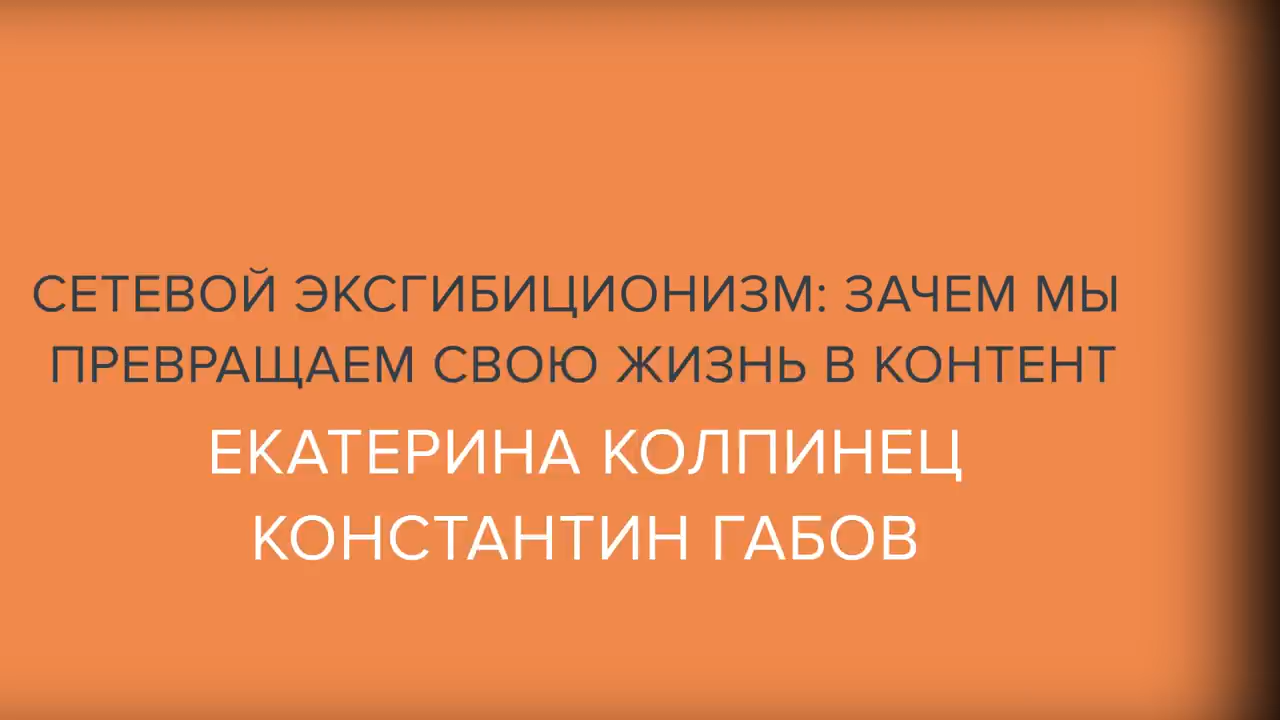 СЕТЕВОЙ ЭКСГИБИЦИОНИЗМ: ЗАЧЕМ МЫ
ПРЕВРАЩАЕМ СВОЮ ЖИЗНЬ В КОНТЕНТ
ЕКАТЕРИНА КОЛПИНЕЦ
КОНСТАНТИН ГАБОВ